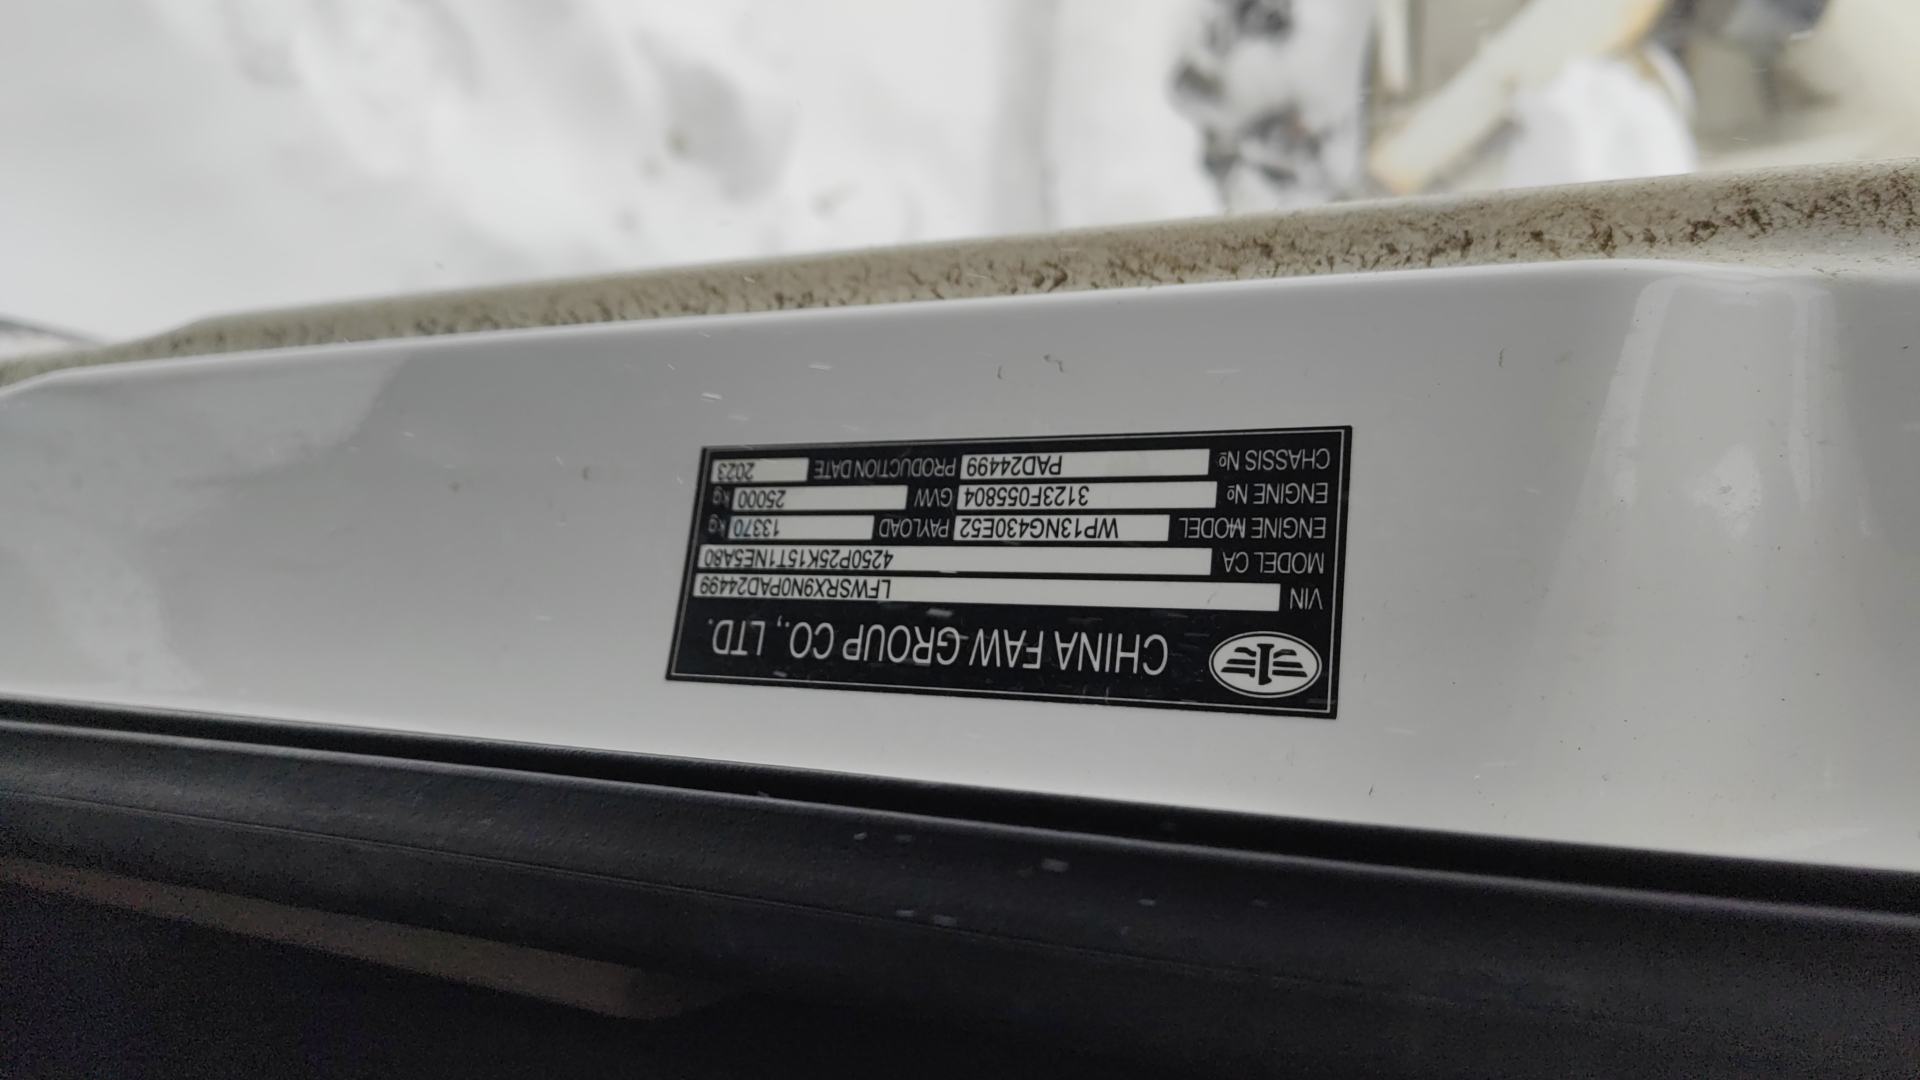 CHINA FAW GROUP CO., LTD.
VIN LFWSRX9N0PAD24499
MODEL CA 4250P25K15T1NE5A80
ENGINE MODEL WP13NG430E52 PAYLOAD 13370 kg
ENGINE № 3123F055804 GVW 25000 kg
CHASSIS № PAD24499 PRODUCTION DATE 2023